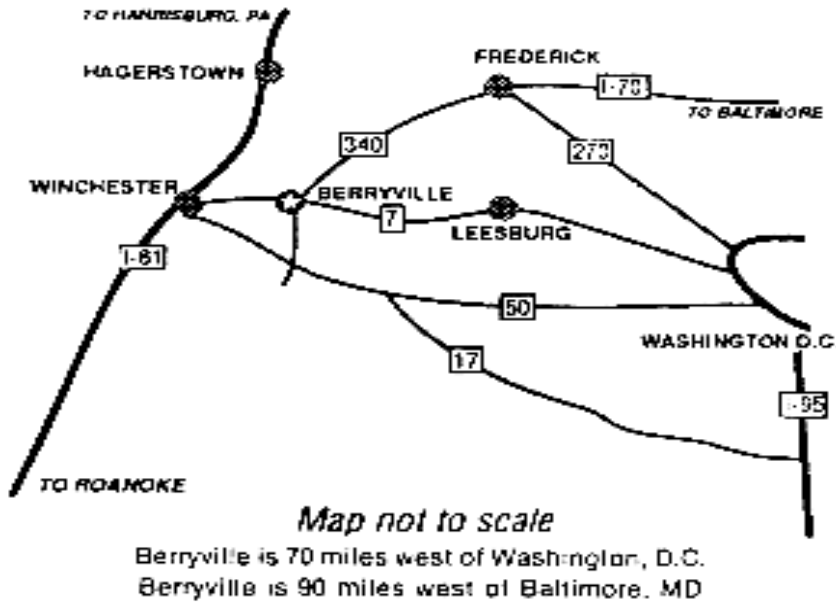 TO HARRISBURG, PA
HAGERSTOWN
FREDERICK
I-70
TO BALTIMORE
340
270
WINCHESTER
BERRYVILLE
7
LEESBURG
I-81
50
WASHINGTON D.C
17
I-95
TO ROANOKE
Map not to scale
Berryville is 70 miles west of Washington, D.C.
Berryville is 90 miles west of Baltimore, MD